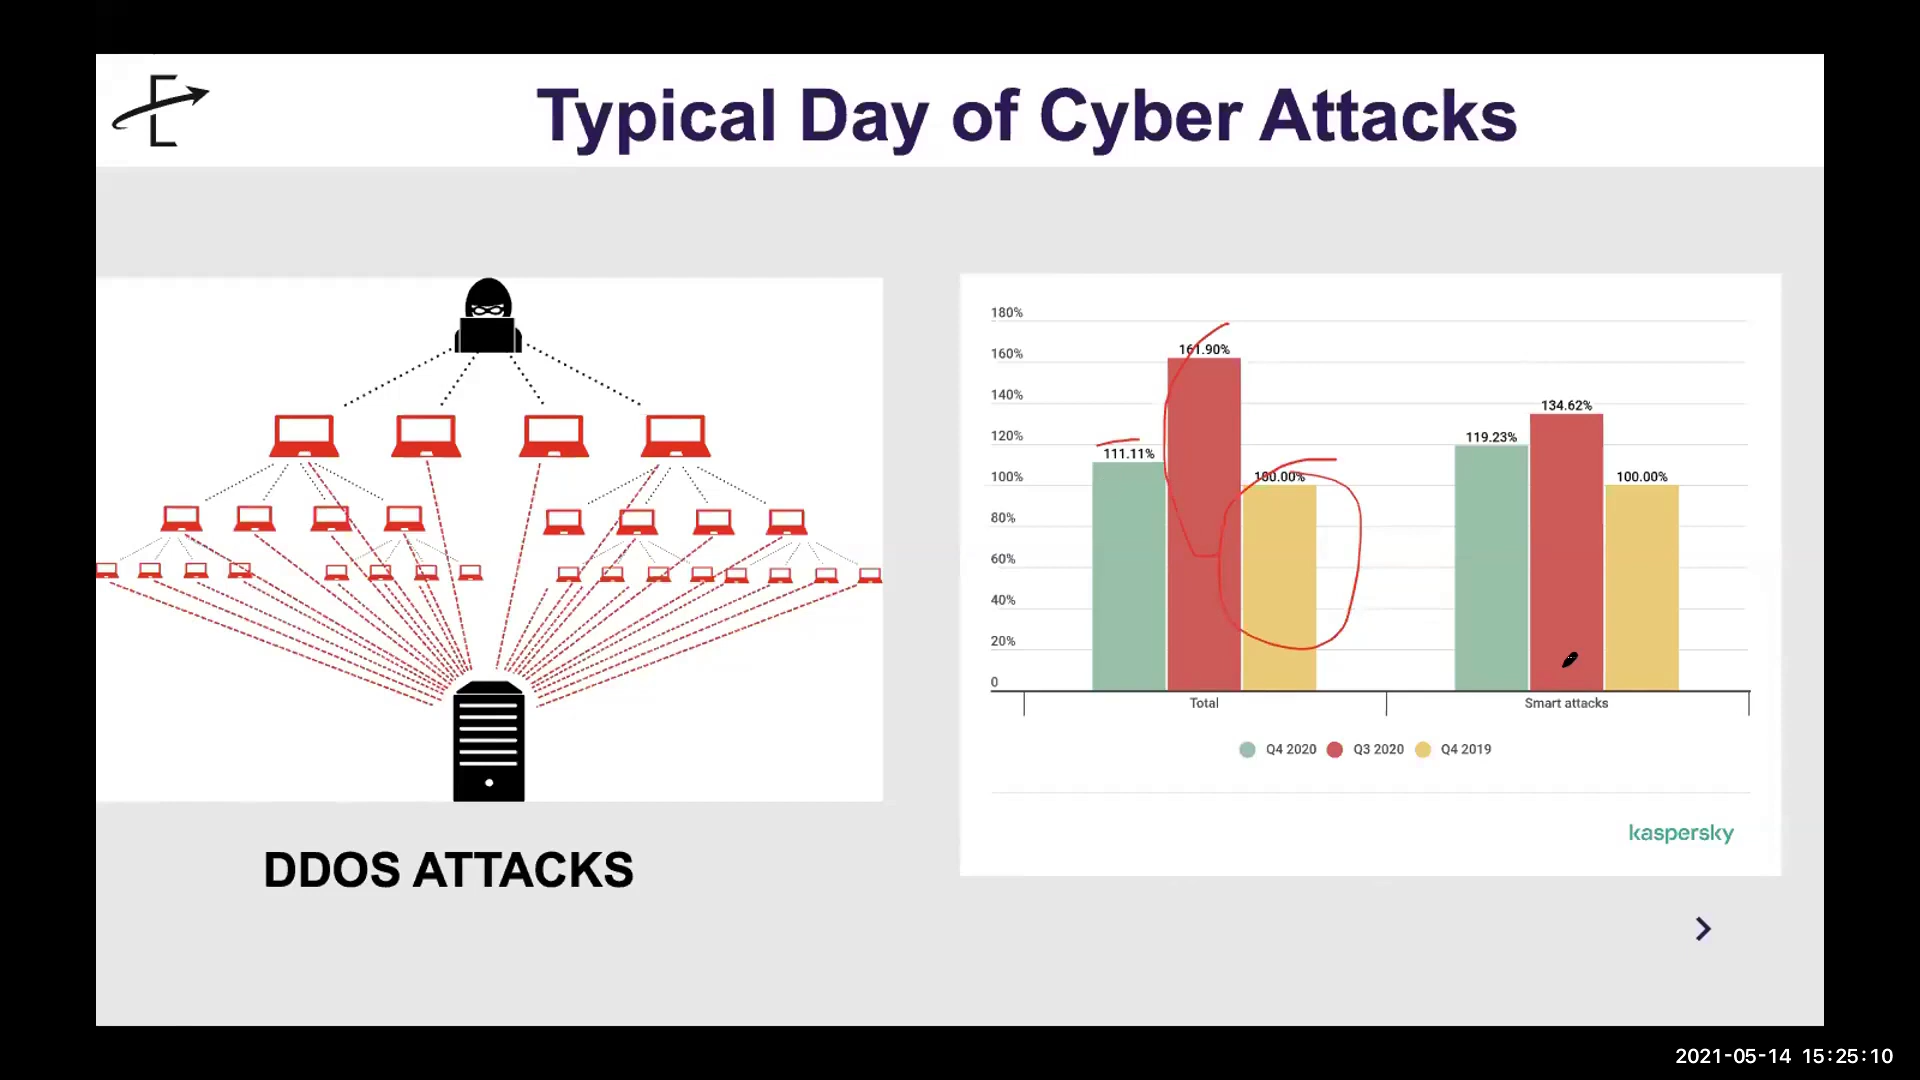 Typical Day of Cyber Attacks
DDOS ATTACKS
180%
160%
140%
120%
100%
80%
60%
40%
20%
0
111.11%
161.90%
100.00%
119.23%
134.62%
100.00%
Total
Smart attacks
Q4 2020
Q3 2020
Q4 2019
kaspersky
2021-05-14 15:25:10